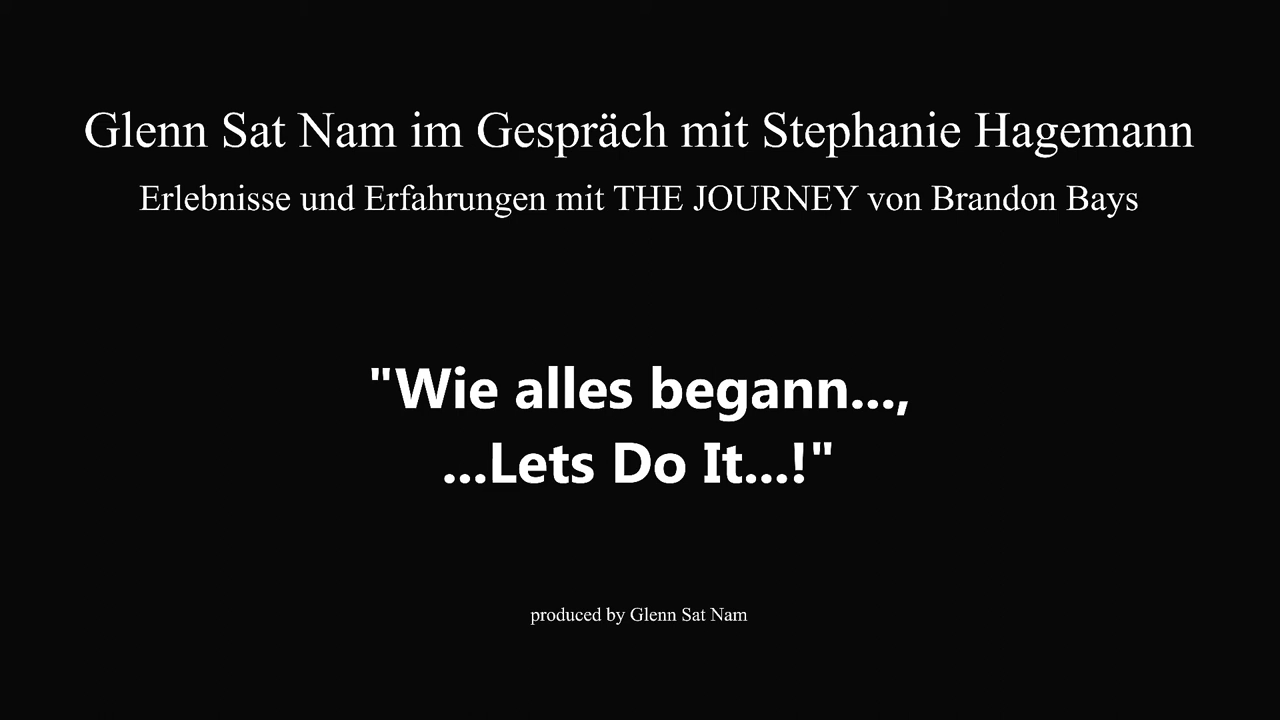 Glenn Sat Nam im Gespräch mit Stephanie Hagemann
Erlebnisse und Erfahrungen mit THE JOURNEY von Brandon Bays
"Wie alles begann...,
...Lets Do It...!"
produced by Glenn Sat Nam